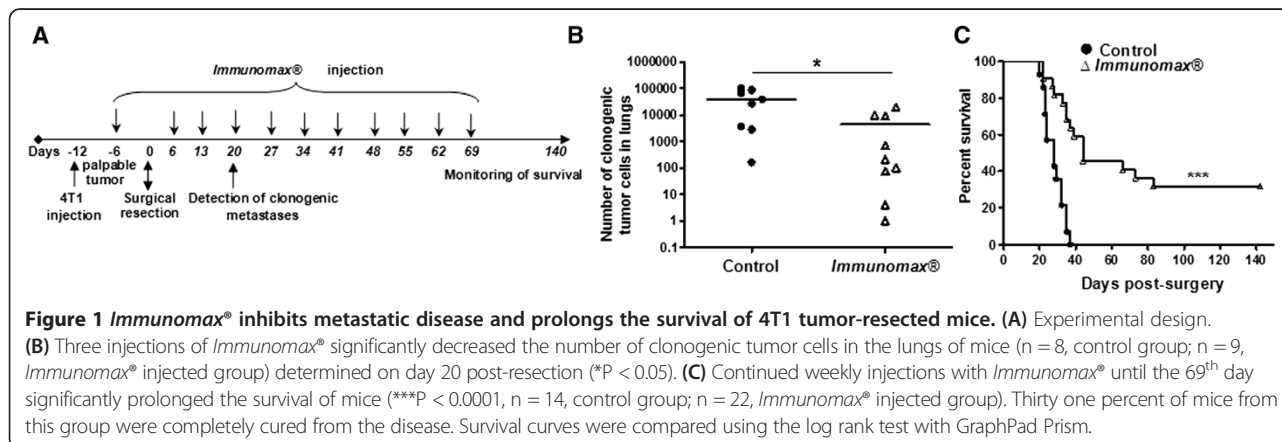 A
Immunomax® injection
Days -12 -6 0 6 13 20 27 34 41 48 55 62 69 140
palpable tumor
Monitoring of survival
4T1 injection
Surgical resection
Detection of clonogenic metastases
B
Number of clonogenic
tumor cells in lungs
1000000
100000
10000
1000
100
10
1
0.1
*
Control
Immunomax®
C
Control
Immunomax®
Percent survival
100
80
60
40
20
0
***
0 20 40 60 80 100 120 140
Days post-surgery
Figure 1 Immunomax® inhibits metastatic disease and prolongs the survival of 4T1 tumor-resected mice. (A) Experimental design.
(B) Three injections of Immunomax® significantly decreased the number of clonogenic tumor cells in the lungs of mice (n = 8, control group; n = 9,
Immunomax® injected group) determined on day 20 post-resection (*P < 0.05). (C) Continued weekly injections with Immunomax® until the 69th day
significantly prolonged the survival of mice (***P < 0.0001, n = 14, control group; n = 22, Immunomax® injected group). Thirty one percent of mice from
this group were completely cured from the disease. Survival curves were compared using the log rank test with GraphPad Prism.